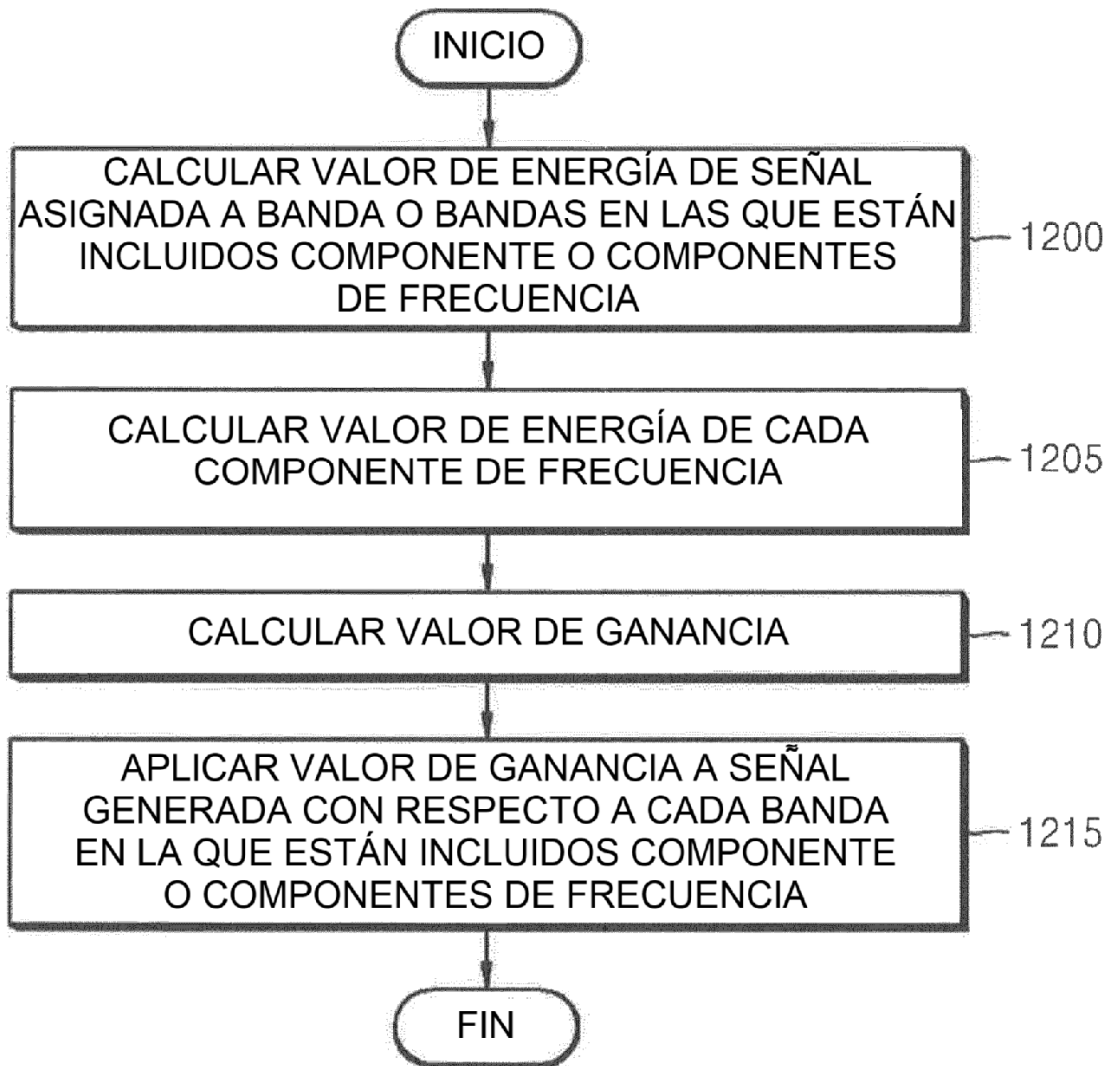 INICIO
CALCULAR VALOR DE ENERGÍA DE SEÑAL
ASIGNADA A BANDA O BANDAS EN LAS QUE ESTÁN
INCLUIDOS COMPONENTE O COMPONENTES
DE FRECUENCIA
1200
CALCULAR VALOR DE ENERGÍA DE CADA
COMPONENTE DE FRECUENCIA
1205
CALCULAR VALOR DE GANANCIA
1210
APLICAR VALOR DE GANANCIA A SEÑAL
GENERADA CON RESPECTO A CADA BANDA
EN LA QUE ESTÁN INCLUIDOS COMPONENTE
O COMPONENTES DE FRECUENCIA
1215
FIN